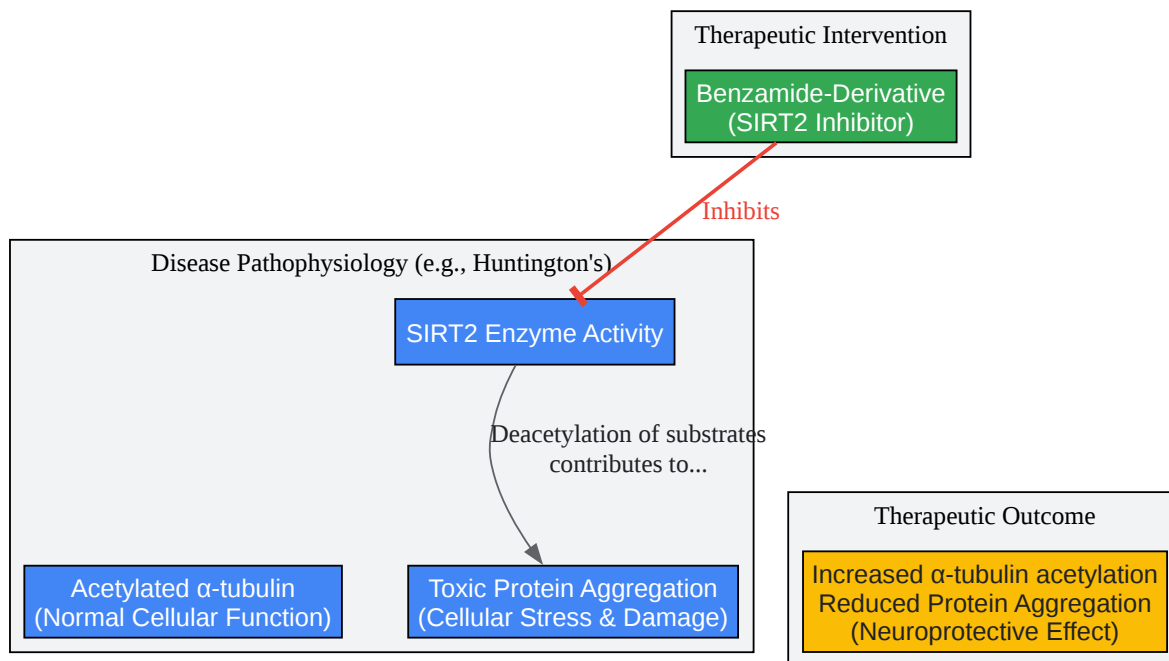 Therapeutic Intervention
Benzamide-Derivative
(SIRT2 Inhibitor)
Inhibits
Disease Pathophysiology (e.g., Huntington's)
SIRT2 Enzyme Activity
Deacetylation of substrates
contributes to...
Acetylated α-tubulin
(Normal Cellular Function)
Toxic Protein Aggregation
(Cellular Stress & Damage)
Therapeutic Outcome
Increased α-tubulin acetylation
Reduced Protein Aggregation
(Neuroprotective Effect)